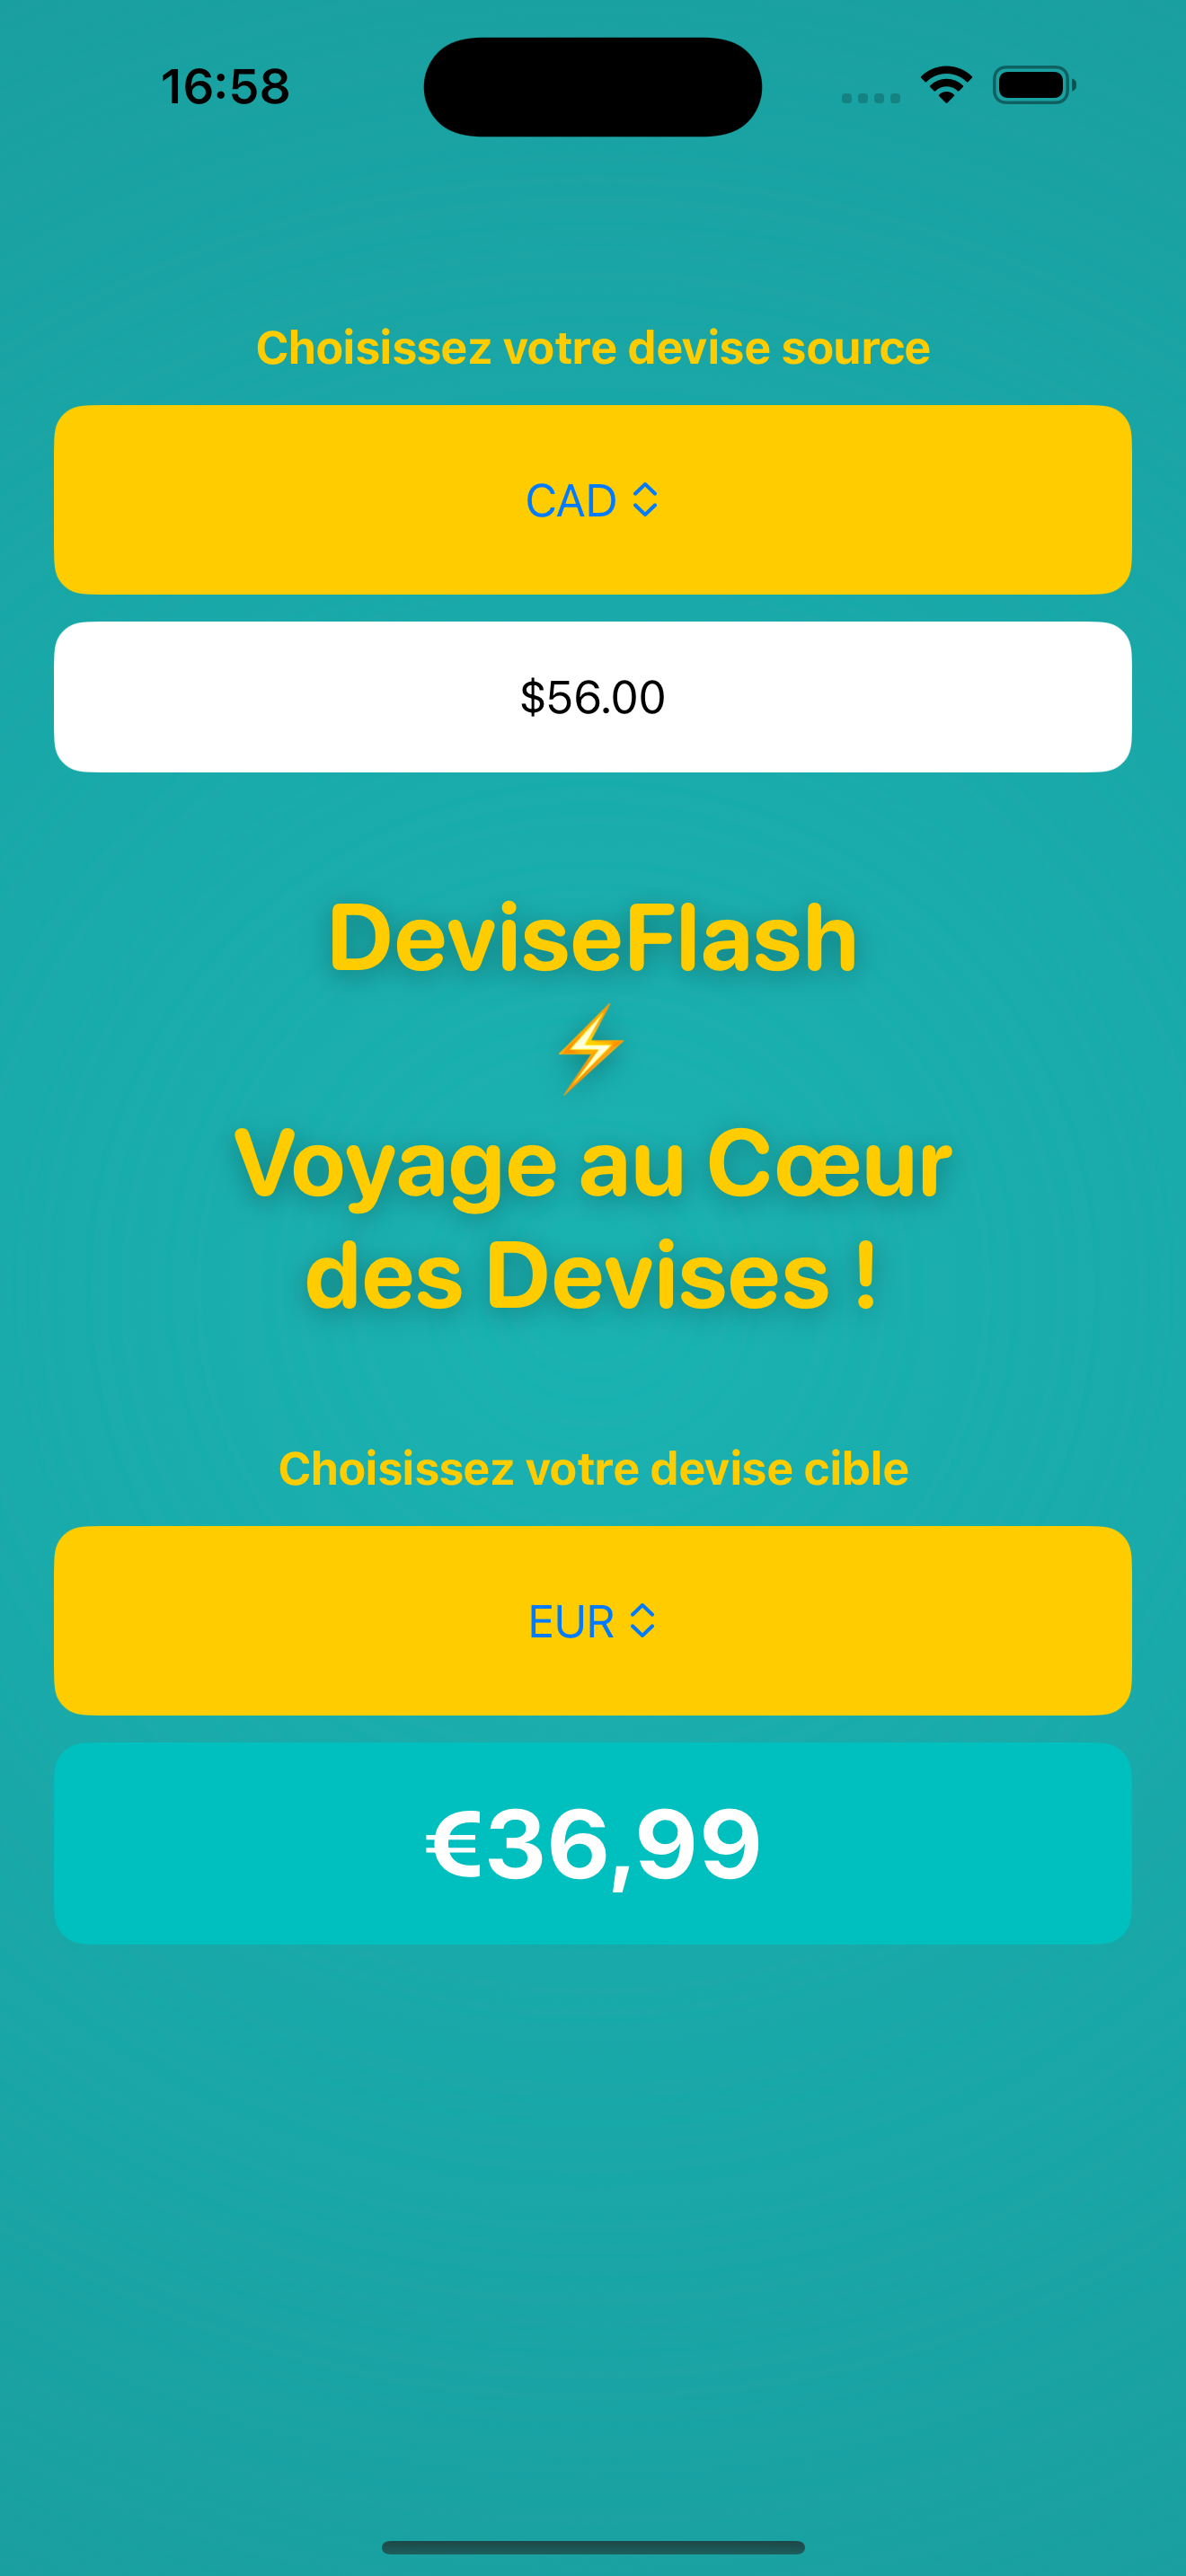 16:58
Choisissez votre devise source
CAD
$56.00
DeviseFlash
⚡
Voyage au Cœur
des Devises !
Choisissez votre devise cible
EUR
€36,99